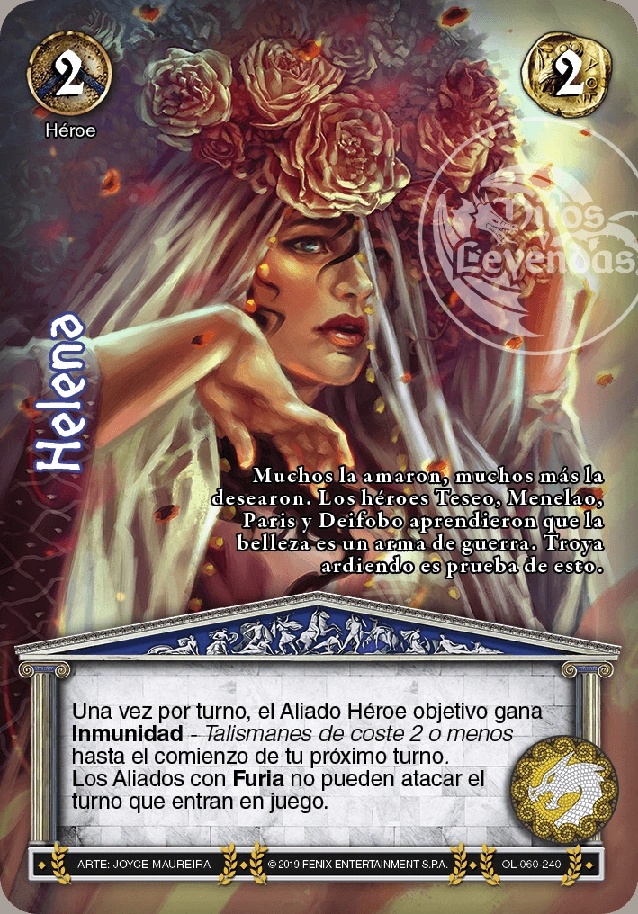 2
2
Héroe
Mitos
Leyendas
Helena
Muchos la amaron, muchos más la
desearon. Los héroes Teseo, Menelao,
Paris y Deifobo aprendieron que la
belleza es un arma de guerra. Troya
ardiendo es prueba de esto.
Una vez por turno, el Aliado Héroe objetivo gana
Inmunidad - Talismanes de coste 2 o menos
hasta el comienzo de tu próximo turno.
Los Aliados con Furia no pueden atacar el
turno que entran en juego.
ARTE: JOYCE MAUREIRA
© 2019 FENIX ENTERTAINMENT S.P.A.
OL 060-240